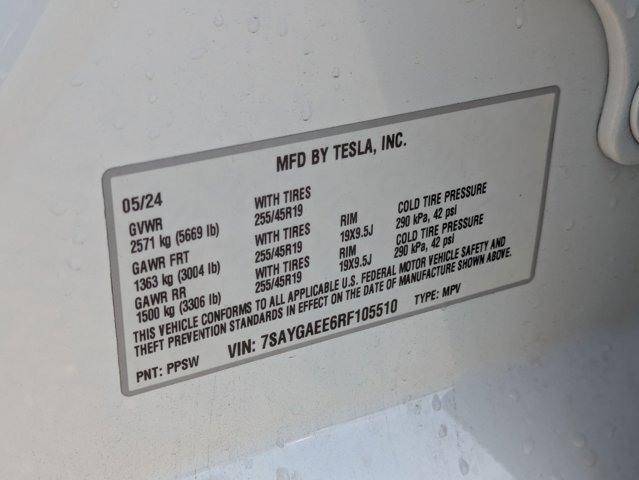 MFD BY TESLA, INC.
05/24
GVWR WITH TIRES RIM COLD TIRE PRESSURE
2571 kg (5669 lb) 255/45R19 19X9.5J 290 kPa, 42 psi
GAWR FRT WITH TIRES RIM COLD TIRE PRESSURE
1363 kg (3004 lb) 255/45R19 19X9.5J 290 kPa, 42 psi
GAWR RR WITH TIRES
1500 kg (3306 lb) 255/45R19
THIS VEHICLE CONFORMS TO ALL APPLICABLE U.S. FEDERAL MOTOR VEHICLE SAFETY AND
THEFT PREVENTION STANDARDS IN EFFECT ON THE DATE OF MANUFACTURE SHOWN ABOVE.
PNT: PPSW VIN: 7SAYGAEE6RF105510 TYPE: MPV